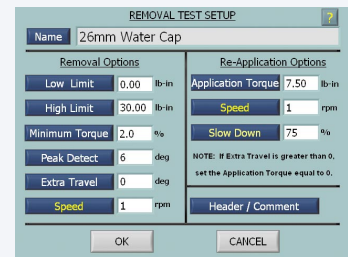 REMOVAL TEST SETUP ?
Name 26mm Water Cap
Removal Options
Low Limit 0.00 lb-in
High Limit 30.00 lb-in
Minimum Torque 2.0 %
Peak Detect 6 deg
Extra Travel 0 deg
Speed 1 rpm
Re-Application Options
Application Torque 7.50 lb-in
Speed 1 rpm
Slow Down 75 %
NOTE: If Extra Travel is greater than 0,
set the Application Torque equal to 0.
Header / Comment
OK CANCEL